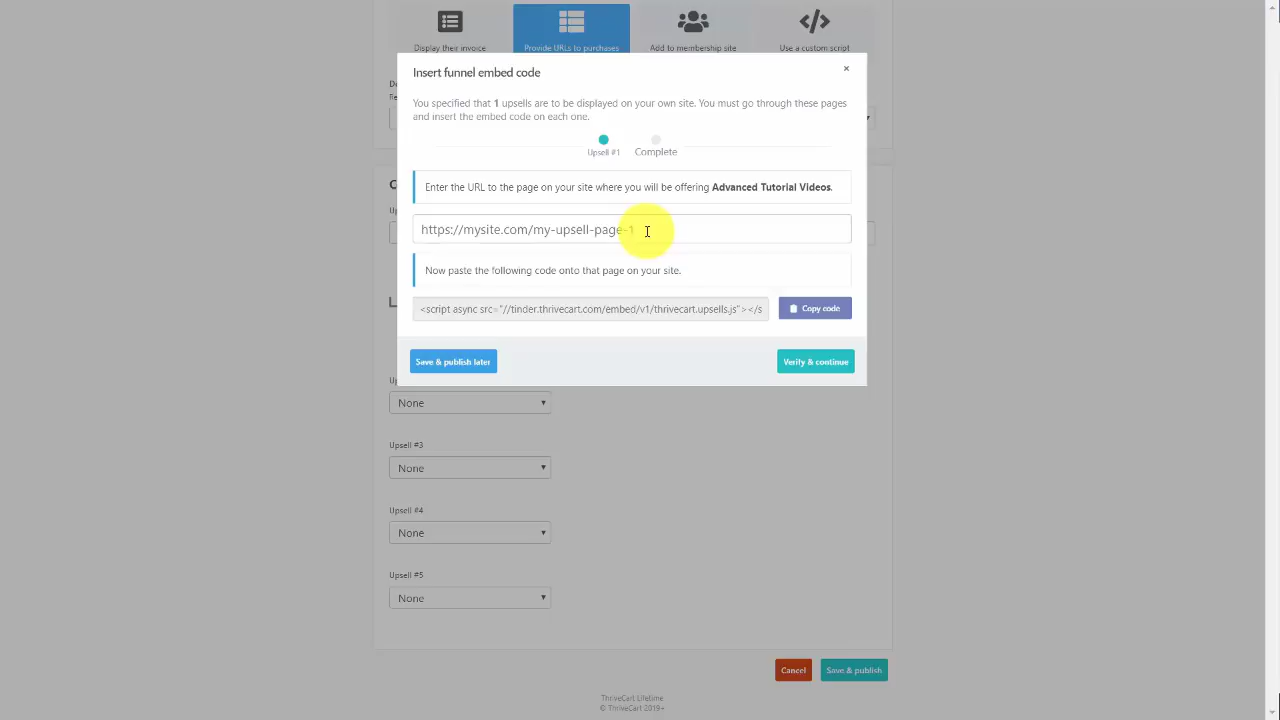 Display their invoice
Provide URLs to purchases
Add to membership site
Use a custom script
Insert funnel embed code
×
You specified that 1 upsells are to be displayed on your own site. You must go through these pages
and insert the embed code on each one.
Upsell #1
Complete
Enter the URL to the page on your site where you will be offering Advanced Tutorial Videos.
https://mysite.com/my-upsell-page-1
Now paste the following code onto that page on your site.
<script async src="//tinder.thrivecart.com/embed/v1/thrivecart.upsells.js"></s
Copy code
Save & publish later
Verify & continue
None
Upsell #3
None
Upsell #4
None
Upsell #5
None
Cancel
Save & publish
ThriveCart Lifetime
© ThriveCart 2019+